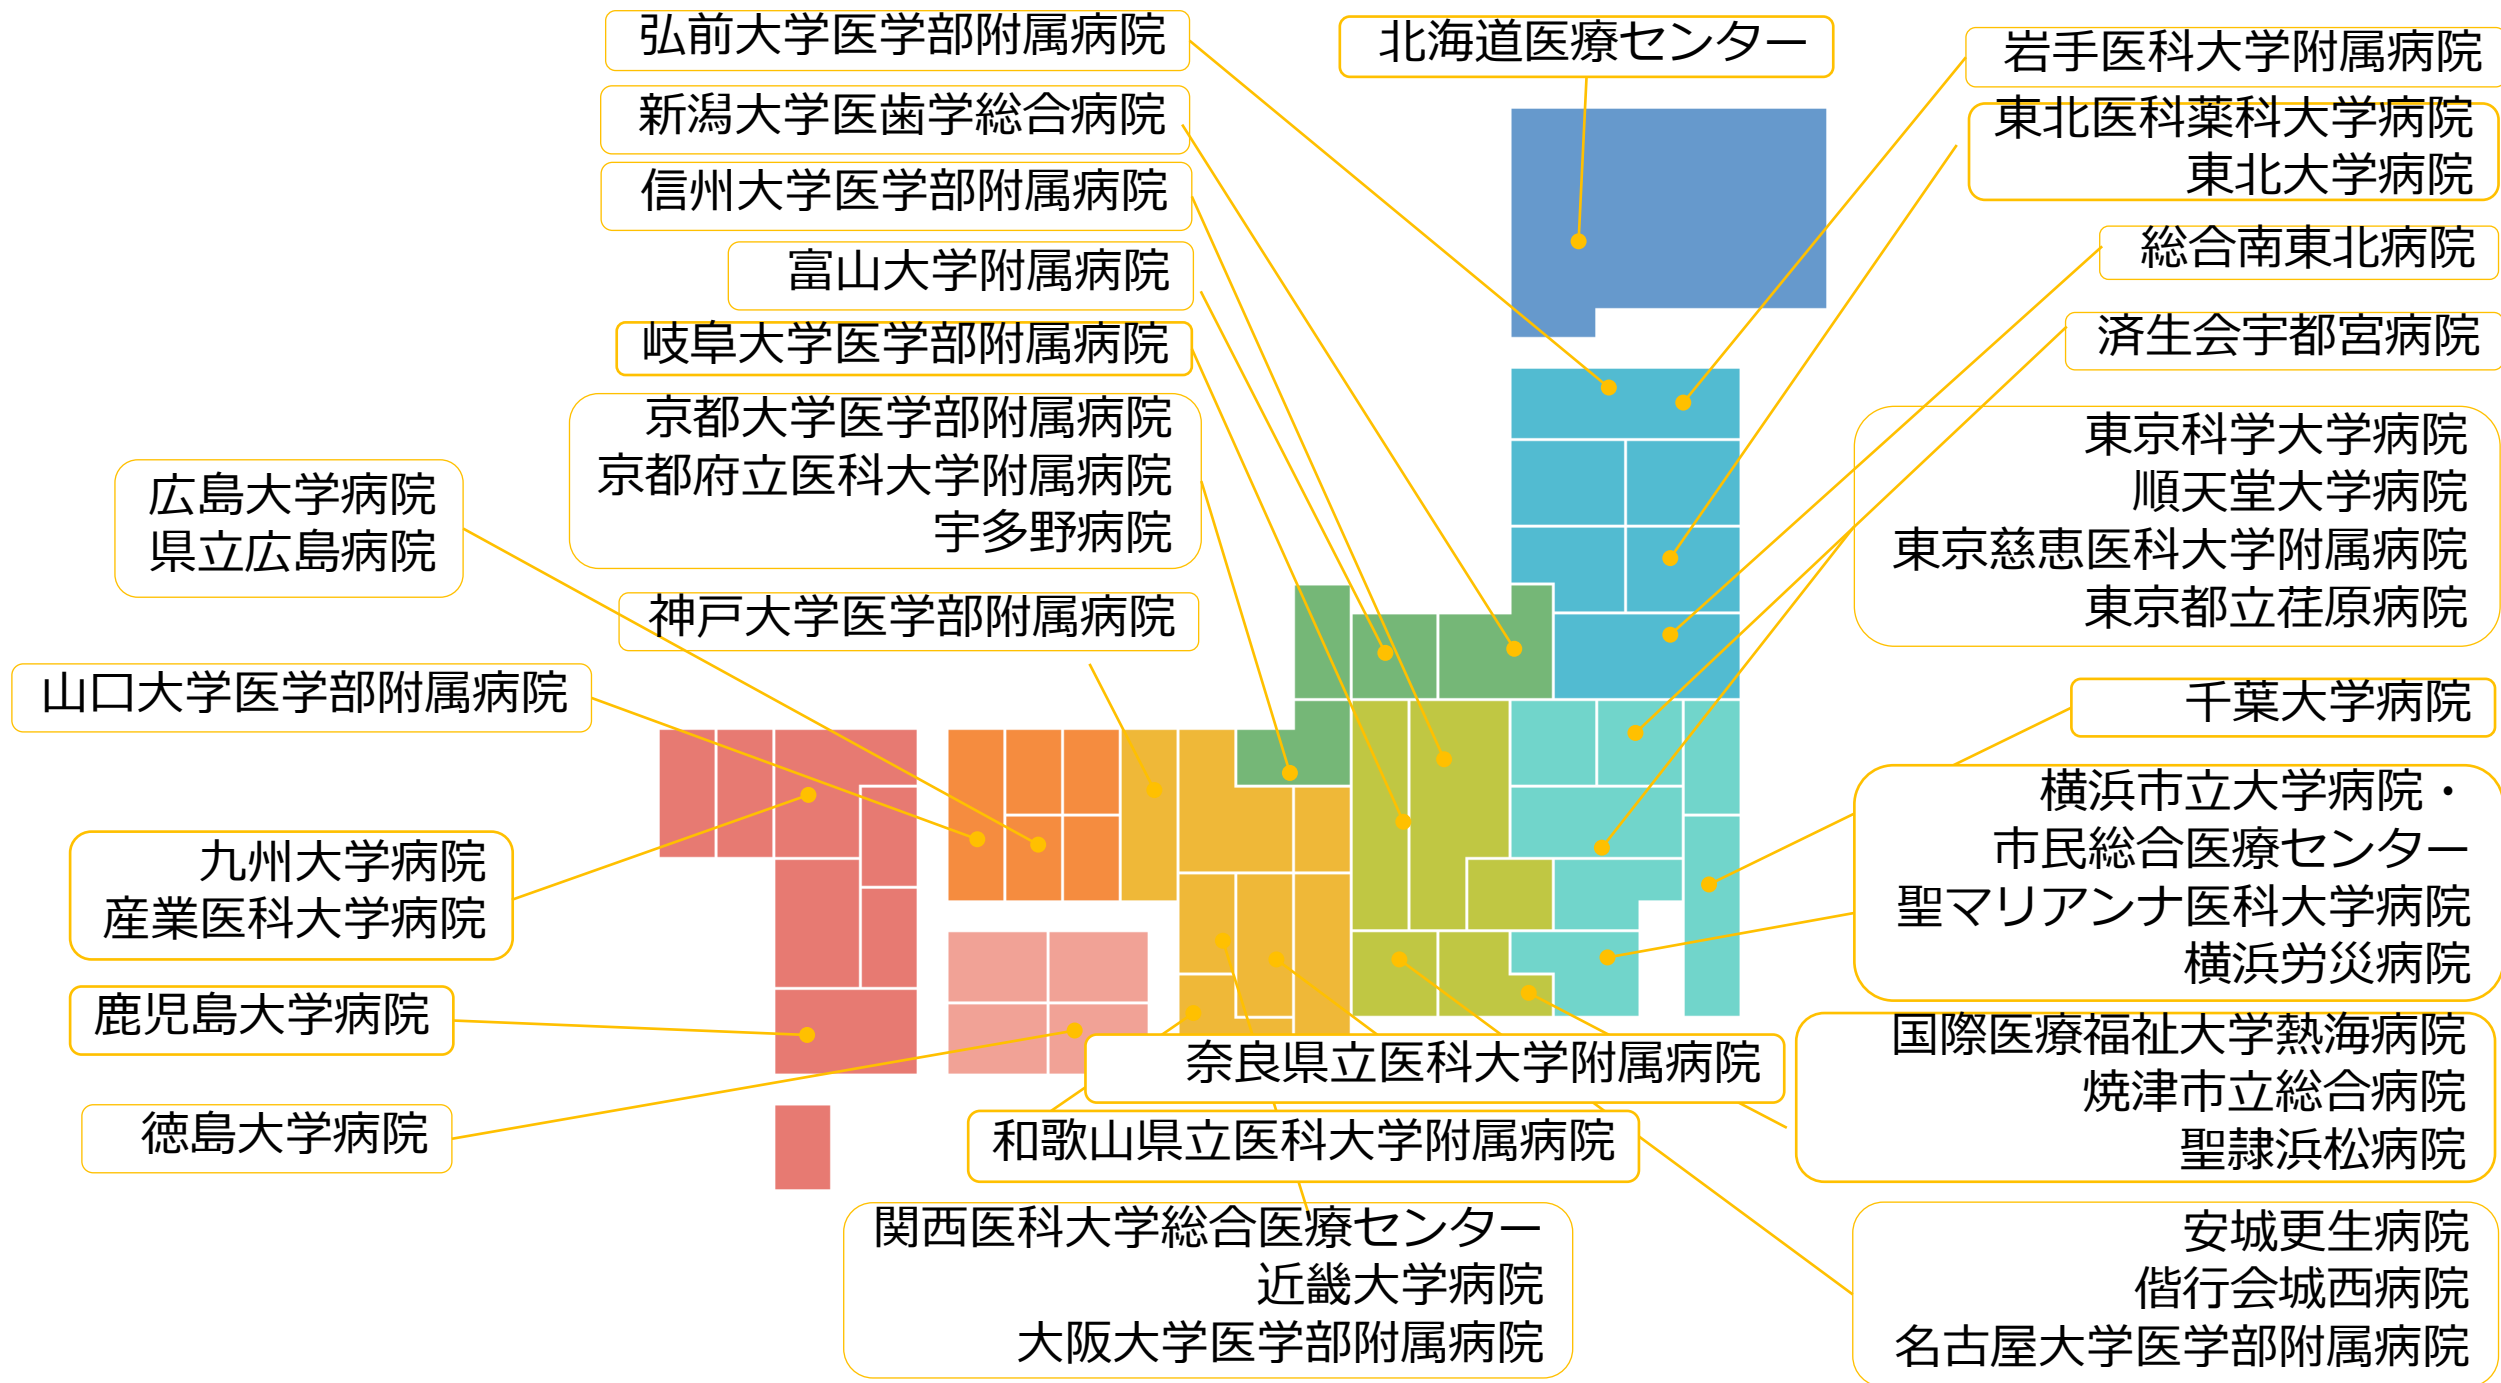 弘前大学医学部附属病院
新潟大学医歯学総合病院
信州大学医学部附属病院
富山大学附属病院
岐阜大学医学部附属病院
京都大学医学部附属病院
京都府立医科大学附属病院
宇多野病院
神戸大学医学部附属病院
広島大学病院
県立広島病院
山口大学医学部附属病院
九州大学病院
産業医科大学病院
鹿児島大学病院
徳島大学病院
北海道医療センター
岩手医科大学附属病院
東北医科薬科大学病院
東北大学病院
総合南東北病院
済生会宇都宮病院
東京科学大学病院
順天堂大学病院
東京慈恵医科大学附属病院
東京都立荏原病院
千葉大学病院
横浜市立大学病院・
市民総合医療センター
聖マリアンナ医科大学病院
横浜労災病院
国際医療福祉大学熱海病院
焼津市立総合病院
聖隷浜松病院
奈良県立医科大学附属病院
和歌山県立医科大学附属病院
関西医科大学総合医療センター
近畿大学病院
大阪大学医学部附属病院
安城更生病院
偕行会城西病院
名古屋大学医学部附属病院